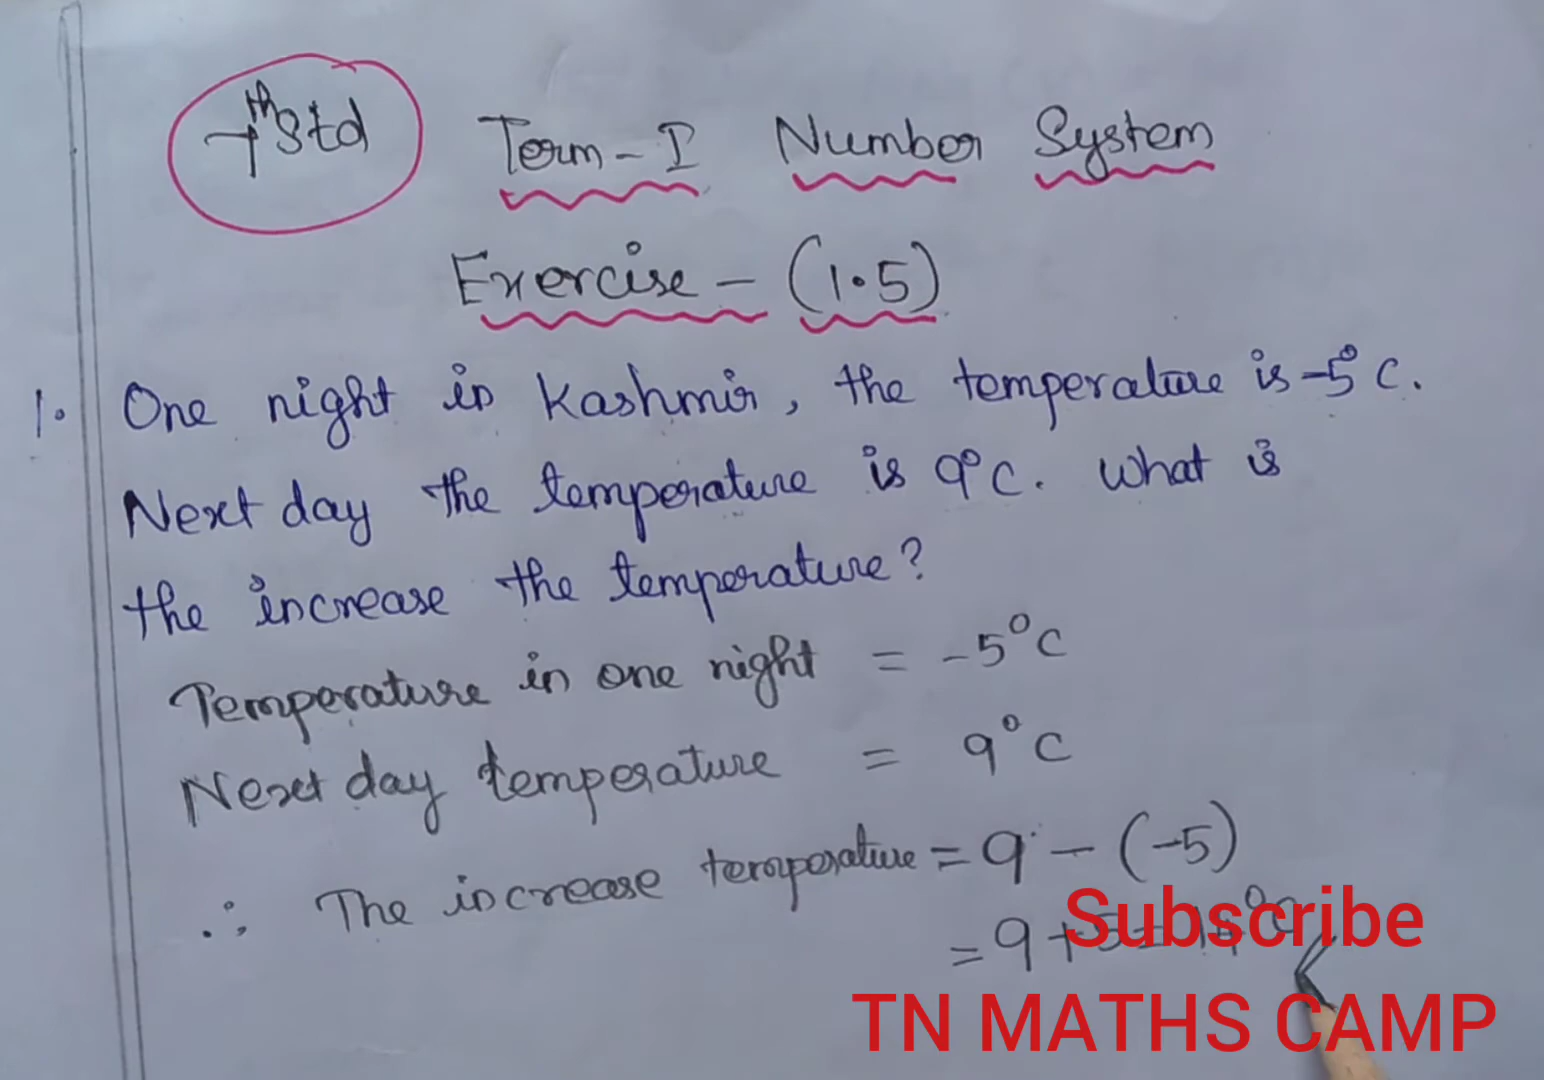 7th Std Term-I Number System
Exercise - (1.5)
1. One night in Kashmir, the temperature is -5°C.
Next day the temperature is 9°C. What is
the increase the temperature?
Temperature in one night = -5°C
Next day temperature = 9°C
∴ The increase temperature = 9 - (-5)
= 9 + 5 = 14°C
Subscribe
TN MATHS CAMP